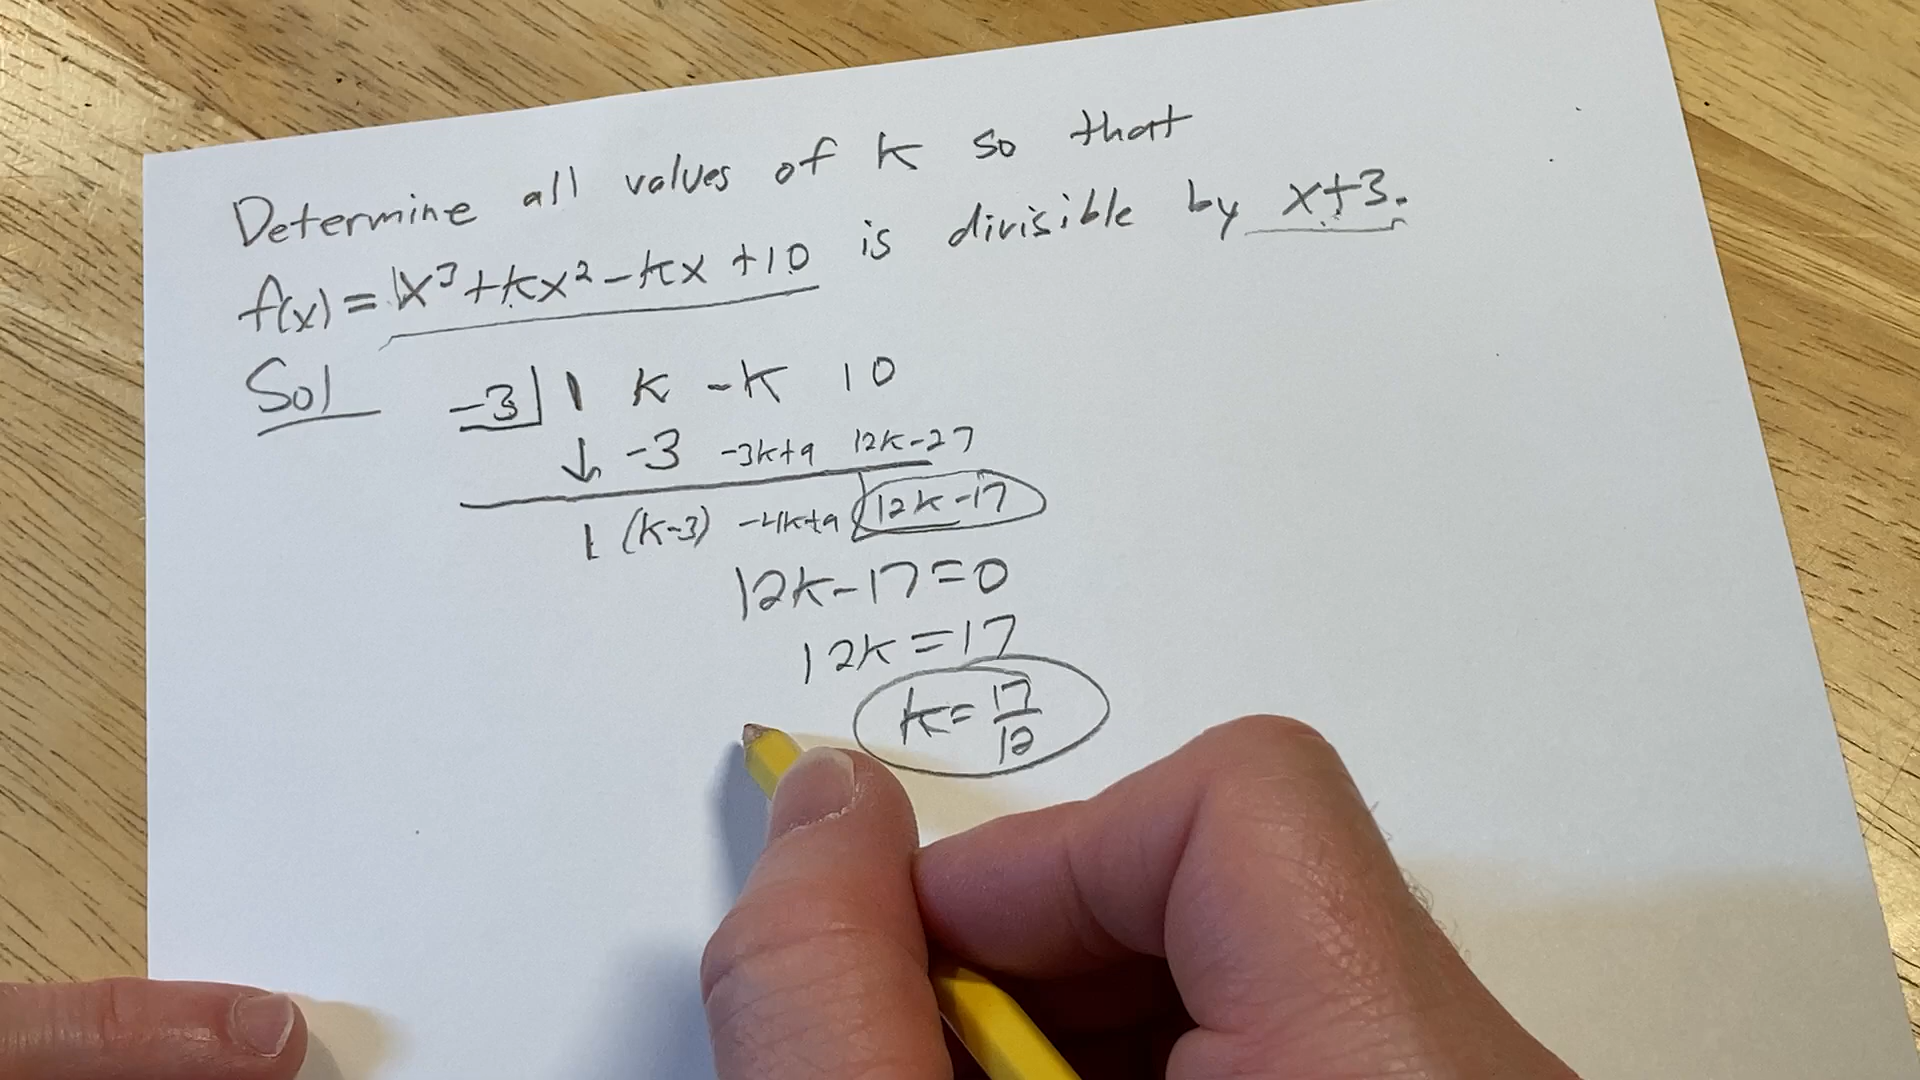 Determine all values of k so that
f(x) = x³ + kx² - kx + 10 is divisible by x+3.
Sol -3 1 k -k 10
↓ -3 -3k+9 12k-27
1 (k-3) -4k+9 12k-17
12k-17=0
12k=17
k=17/12